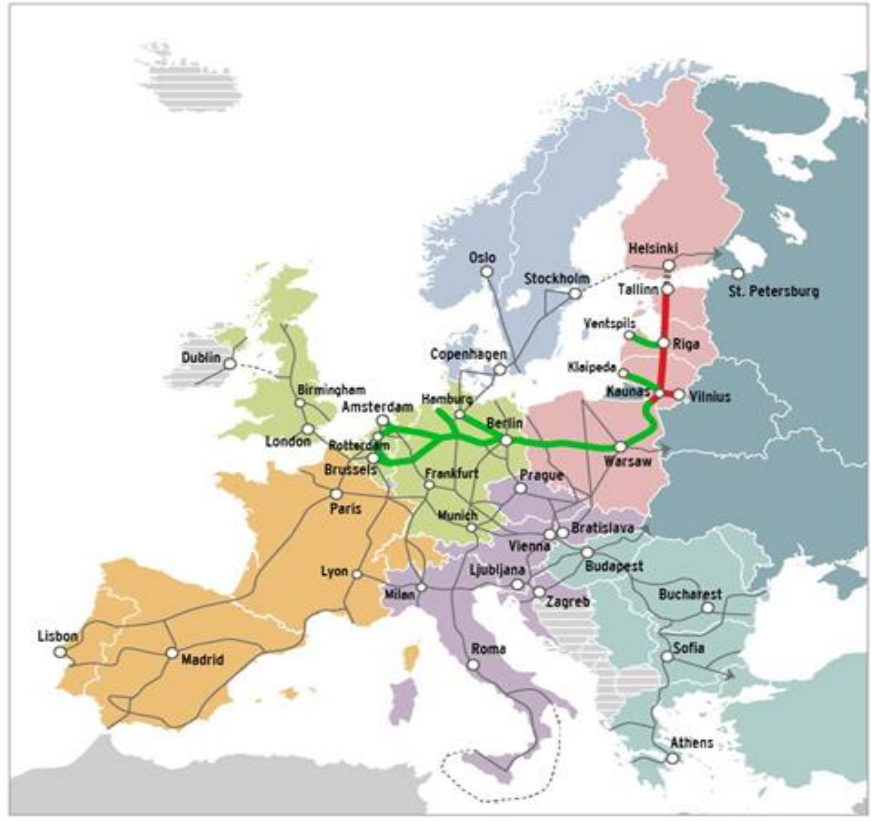 Helsinki
Oslo
Stockholm
Tallinn
St. Petersburg
Ventspils
Riga
Dublin
Copenhagen
Klaipeda
Birmingham
Kaunas
Vilnius
Amsterdam
Hamburg
Berlin
London
Rotterdam
Brussels
Warsaw
Frankfurt
Prague
Paris
Munich
Bratislava
Vienna
Budapest
Lyon
Ljubljana
Milan
Zagreb
Bucharest
Lisbon
Madrid
Roma
Sofia
Athens